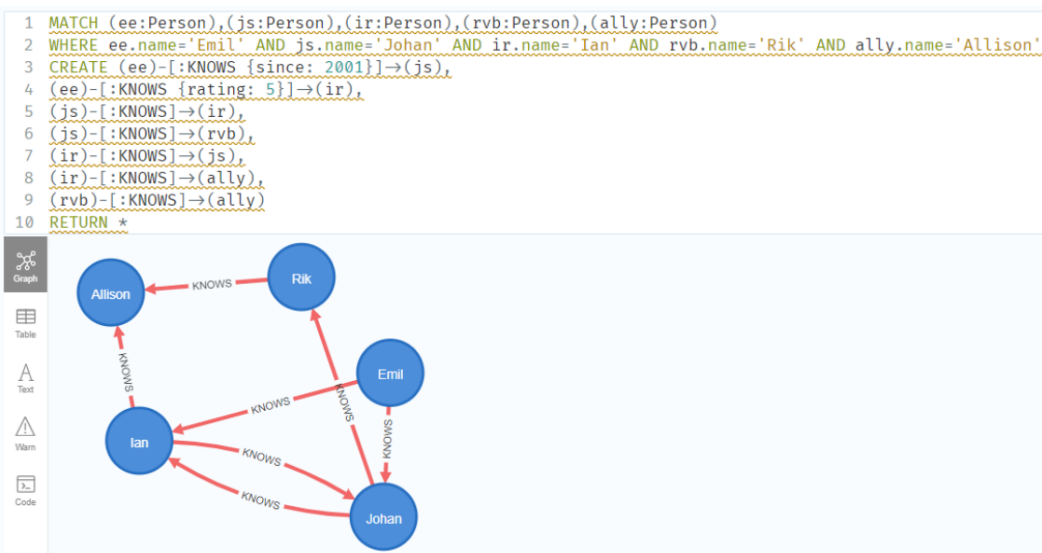 1 MATCH (ee:Person),(js:Person),(ir:Person),(rvb:Person),(ally:Person)
2 WHERE ee.name='Emil' AND js.name='Johan' AND ir.name='Ian' AND rvb.name='Rik' AND ally.name='Allison'
3 CREATE (ee)-[:KNOWS {since: 2001}]→(js),
4 (ee)-[:KNOWS {rating: 5}]→(ir),
5 (js)-[:KNOWS]→(ir),
6 (js)-[:KNOWS]→(rvb),
7 (ir)-[:KNOWS]→(js),
8 (ir)-[:KNOWS]→(ally),
9 (rvb)-[:KNOWS]→(ally)
10 RETURN *
Graph
Table
A
Text
Warn
Code
Rik
KNOWS
Allison
KNOWS
Emil
KNOWS
KNOWS
KNOWS
Ian
KNOWS
KNOWS
Johan